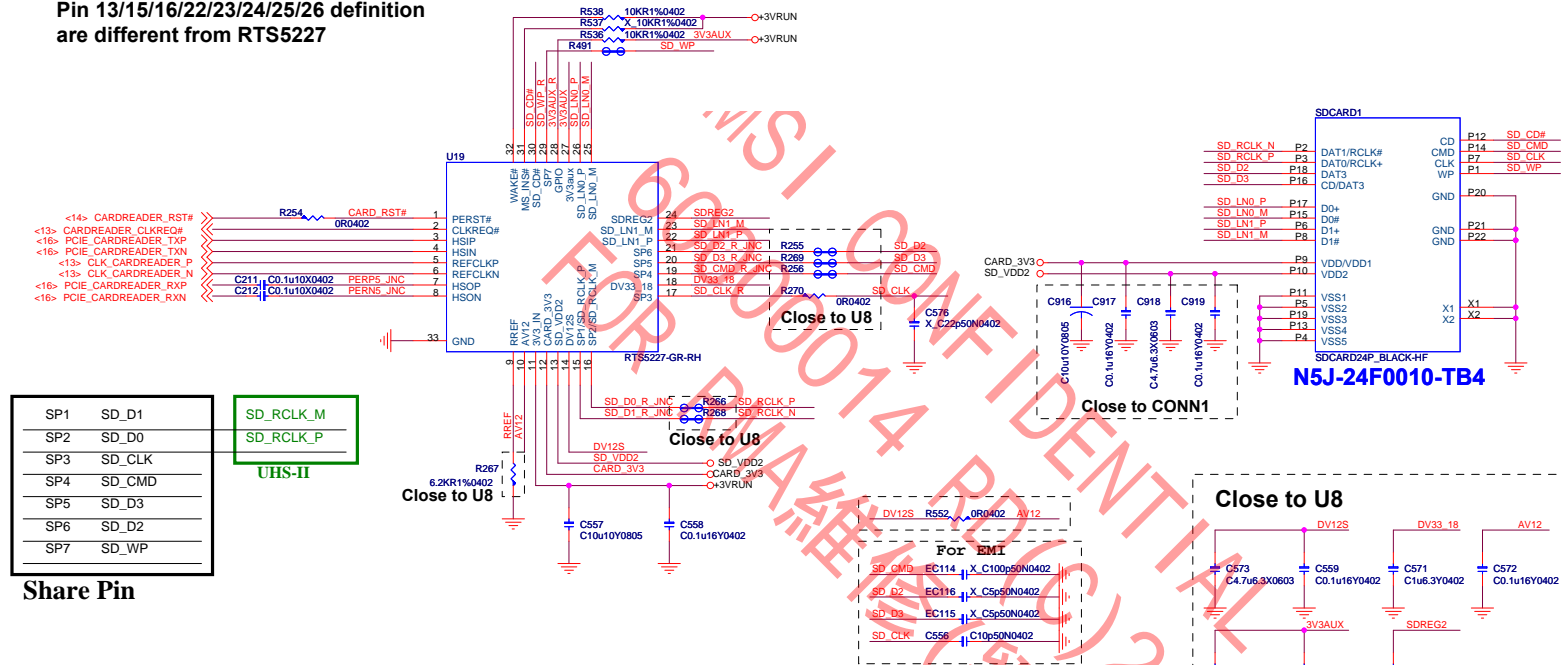 Pin 13/15/16/22/23/24/25/26 definition
are different from RTS5227
R538 10KR1%0402 +3VRUN
R537 X_10KR1%0402
R536 10KR1%0402 3V3AUX +3VRUN
R491 SD_WP
SD_CD#
SD_WP_R
3V3AUX_R
3V3AUX
SD_LN0_P
SD_LN0_M
32 31 30 29 28 27 26 25
U19
WAKE#
MS_INS#
SD_CD#
SP7
GPIO
3V3aux
SD_LN0_P
SD_LN0_M
<14> CARDREADER_RST# R254 0R0402 CARD_RST# 1 PERST#
<13> CARDREADER_CLKREQ# 2 CLKREQ#
<16> PCIE_CARDREADER_TXP 3 HSIP
<16> PCIE_CARDREADER_TXN 4 HSIN
<13> CLK_CARDREADER_P 5 REFCLKP
<13> CLK_CARDREADER_N 6 REFCLKN
<16> PCIE_CARDREADER_RXP C211 C0.1u10X0402 PERP5_JNC 7 HSOP
<16> PCIE_CARDREADER_RXN C212 C0.1u10X0402 PERN5_JNC 8 HSON
33 GND
SDREG2 24 SDREG2
SD_LN1_M 23 SD_LN1_M
SD_LN1_P 22 SD_LN1_P
SP6 21 SD_D2_R_JNC R255 SD_D2
SP5 20 SD_D3_R_JNC R269 SD_D3
SP4 19 SD_CMD_R_JNC R256 SD_CMD
DV33_18 18 DV33_18
SP3 17 SD_CLK_R R270 0R0402 SD_CLK
Close to U8
C576
X_C22p50N0402
RREF
AV12
3V3_IN
CARD_3V3
SD_VDD2
DV12S
SP1/SD_RCLK_P
SP2/SD_RCLK_M
RTS5227-GR-RH
9 10 11 12 13 14 15 16
RREF
AV12
SD_D0_R_JNC R266 SD_RCLK_P
SD_D1_R_JNC R268 SD_RCLK_N
Close to U8
DV12S
SD_VDD2 SD_VDD2
CARD_3V3 CARD_3V3
+3VRUN
R267
6.2KR1%0402
Close to U8
C557
C10u10Y0805
C558
C0.1u16Y0402
SDCARD1
SD_RCLK_N P2 DAT1/RCLK#
SD_RCLK_P P3 DAT0/RCLK+
SD_D2 P18 DAT3
SD_D3 P16 CD/DAT3
SD_LN0_P P17 D0+
SD_LN0_M P15 D0#
SD_LN1_P P6 D1+
SD_LN1_M P8 D1#
CARD_3V3 P9 VDD/VDD1
SD_VDD2 P10 VDD2
P11 VSS1
P5 VSS2
P19 VSS3
P13 VSS4
P4 VSS5
CD P12 SD_CD#
CMD P14 SD_CMD
CLK P7 SD_CLK
WP P1 SD_WP
GND P20
GND P21
GND P22
X1 X1
X2 X2
SDCARD24P_BLACK-HF
N5J-24F0010-TB4
C916 C917 C918 C919
C10u10Y0805
C0.1u16Y0402
C4.7u6.3X0603
C0.1u16Y0402
Close to CONN1
SP1 SD_D1 SD_RCLK_M
SP2 SD_D0 SD_RCLK_P
SP3 SD_CLK
SP4 SD_CMD
SP5 SD_D3
SP6 SD_D2
SP7 SD_WP
UHS-II
Share Pin
DV12S R552 0R0402 AV12
For EMI
SD_CMD EC114 X_C100p50N0402
SD_D2 EC116 X_C5p50N0402
SD_D3 EC115 X_C5p50N0402
SD_CLK C556 C10p50N0402
Close to U8
DV12S DV33_18 AV12
C573
C4.7u6.3X0603
C559
C0.1u16Y0402
C571
C1u6.3Y0402
C572
C0.1u16Y0402
3V3AUX SDREG2
MSI CONFIDENTIAL
FOR RMA維修